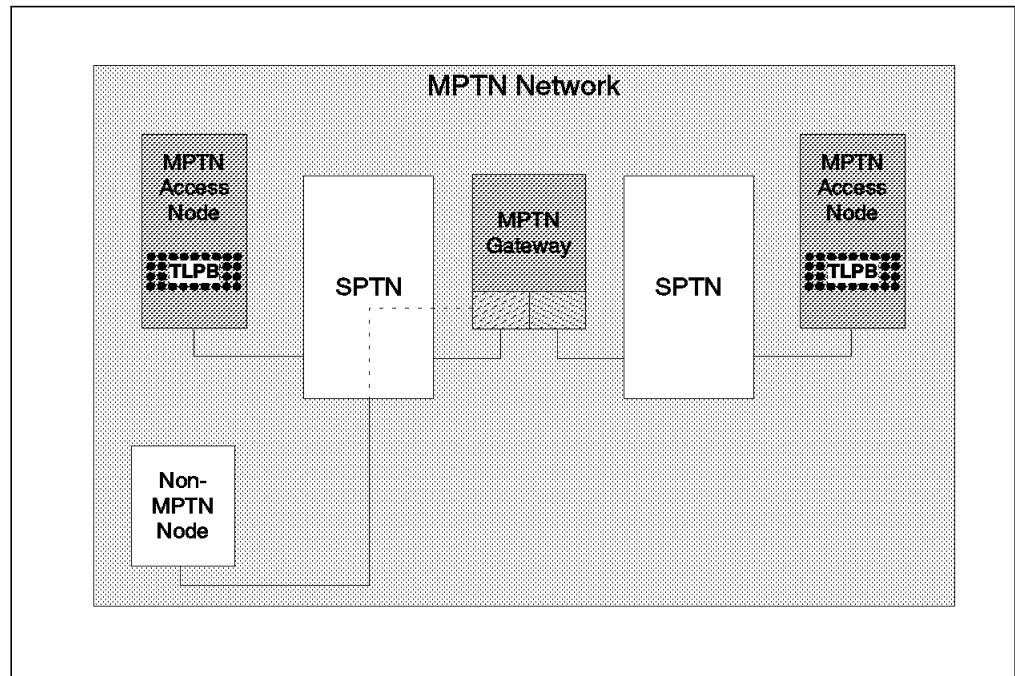 MPTN Network
MPTN
Access
Node
TLPB
SPTN
MPTN
Gateway
SPTN
MPTN
Access
Node
TLPB
Non-
MPTN
Node